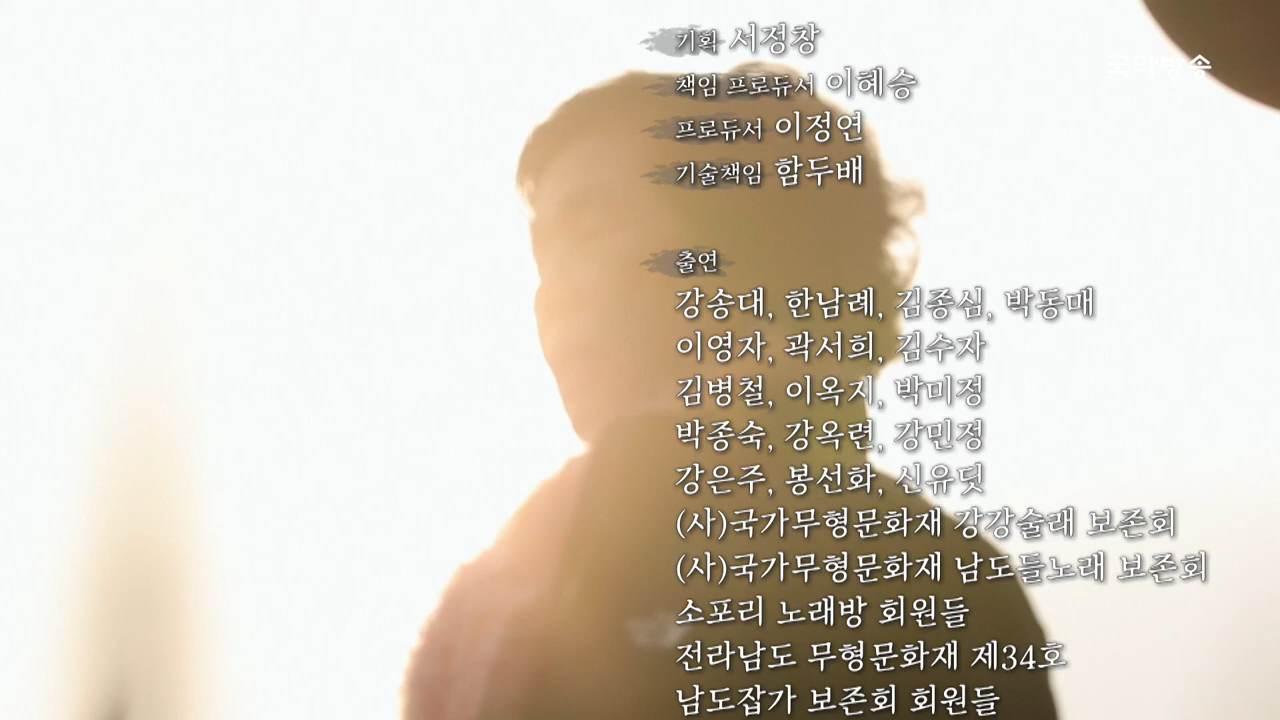 국악방송
기획 서정창
책임 프로듀서 이혜승
프로듀서 이정연
기술책임 함두배
출연
강송대, 한남례, 김종심, 박동매
이영자, 곽서희, 김수자
김병철, 이옥지, 박미정
박종숙, 강옥련, 강민정
강은주, 봉선화, 신유딧
(사)국가무형문화재 강강술래 보존회
(사)국가무형문화재 남도들노래 보존회
소포리 노래방 회원들
전라남도 무형문화재 제34호
남도잡가 보존회 회원들